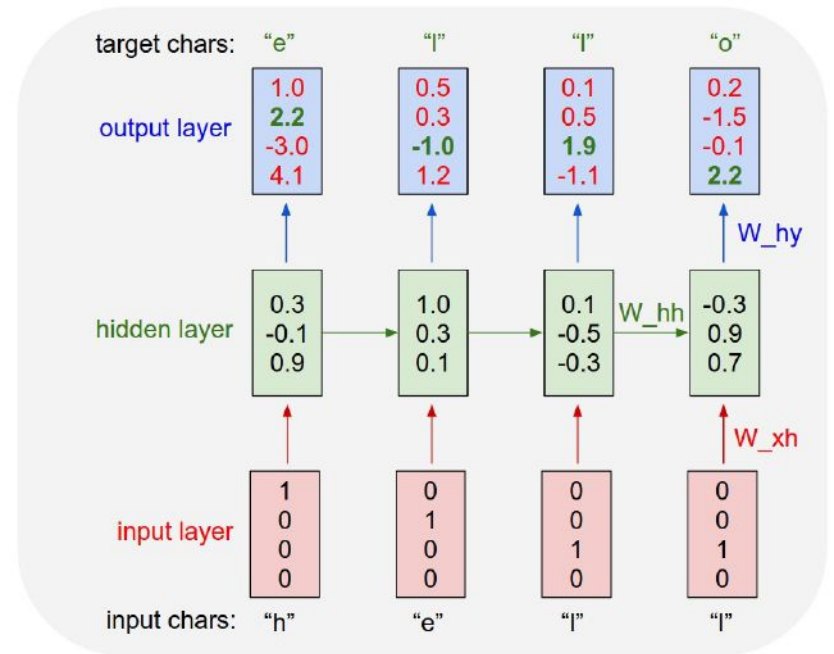 target chars: “e” “l” “l” “o”
1.0 0.5 0.1 0.2
2.2 0.3 0.5 -1.5
output layer
-3.0 -1.0 1.9 -0.1
4.1 1.2 -1.1 2.2
W_hy
0.3 1.0 0.1 -0.3
W_hh
hidden layer -0.1 0.3 -0.5 0.9
0.9 0.1 -0.3 0.7
W_xh
1 0 0 0
0 1 0 0
input layer
0 0 1 1
0 0 0 0
input chars: “h” “e” “l” “l”